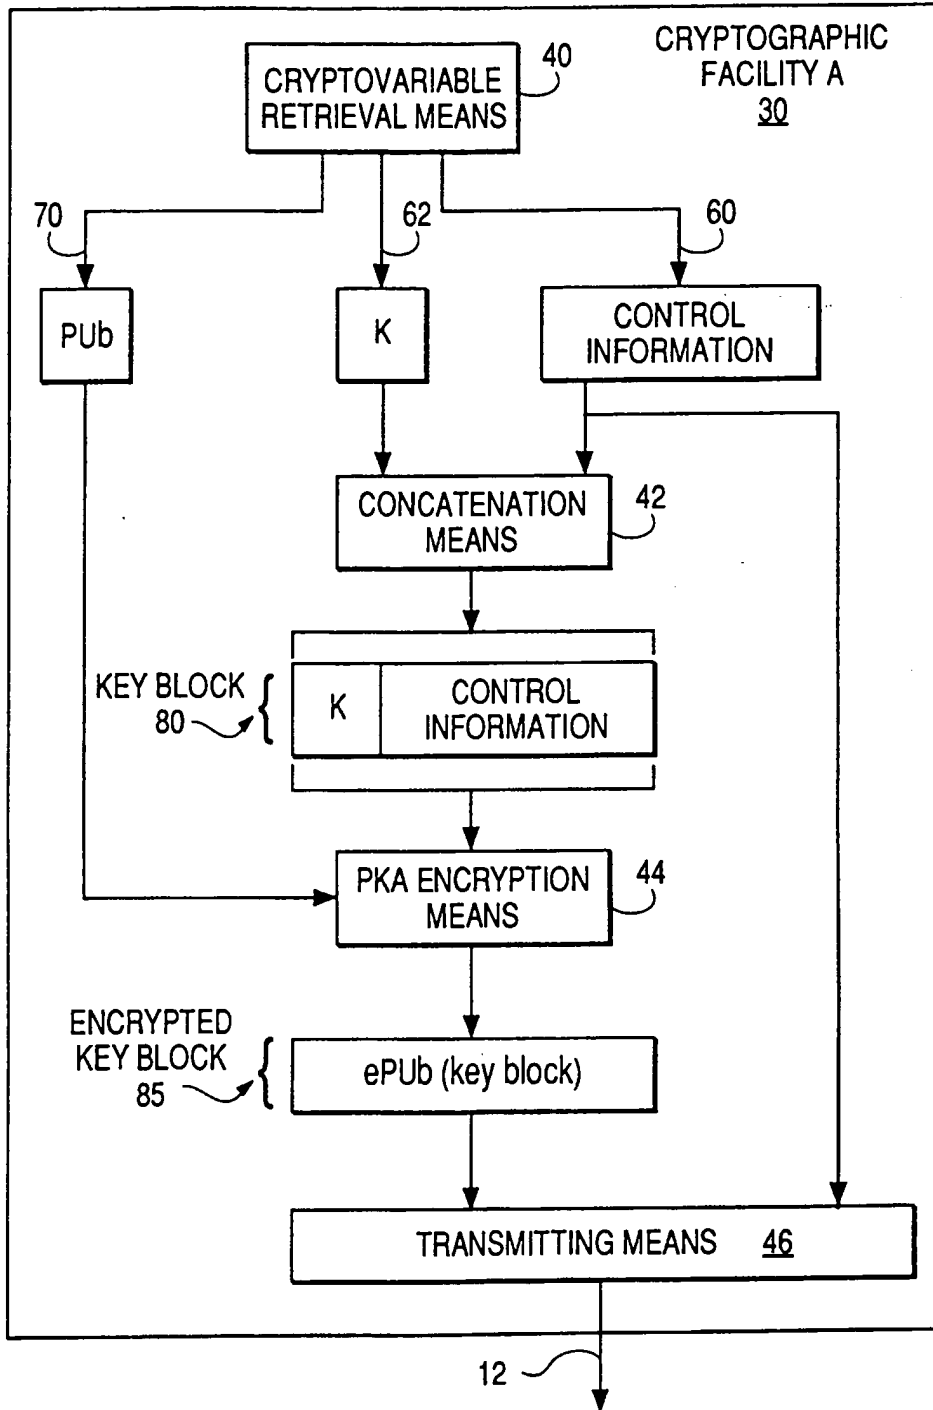 CRYPTOGRAPHIC
FACILITY A
30
CRYPTOVARIABLE
RETRIEVAL MEANS
40
70
62
60
PUb
K
CONTROL
INFORMATION
CONCATENATION
MEANS
42
KEY BLOCK
80
K
CONTROL
INFORMATION
PKA ENCRYPTION
MEANS
44
ENCRYPTED
KEY BLOCK
85
ePUb (key block)
TRANSMITTING MEANS 46
12